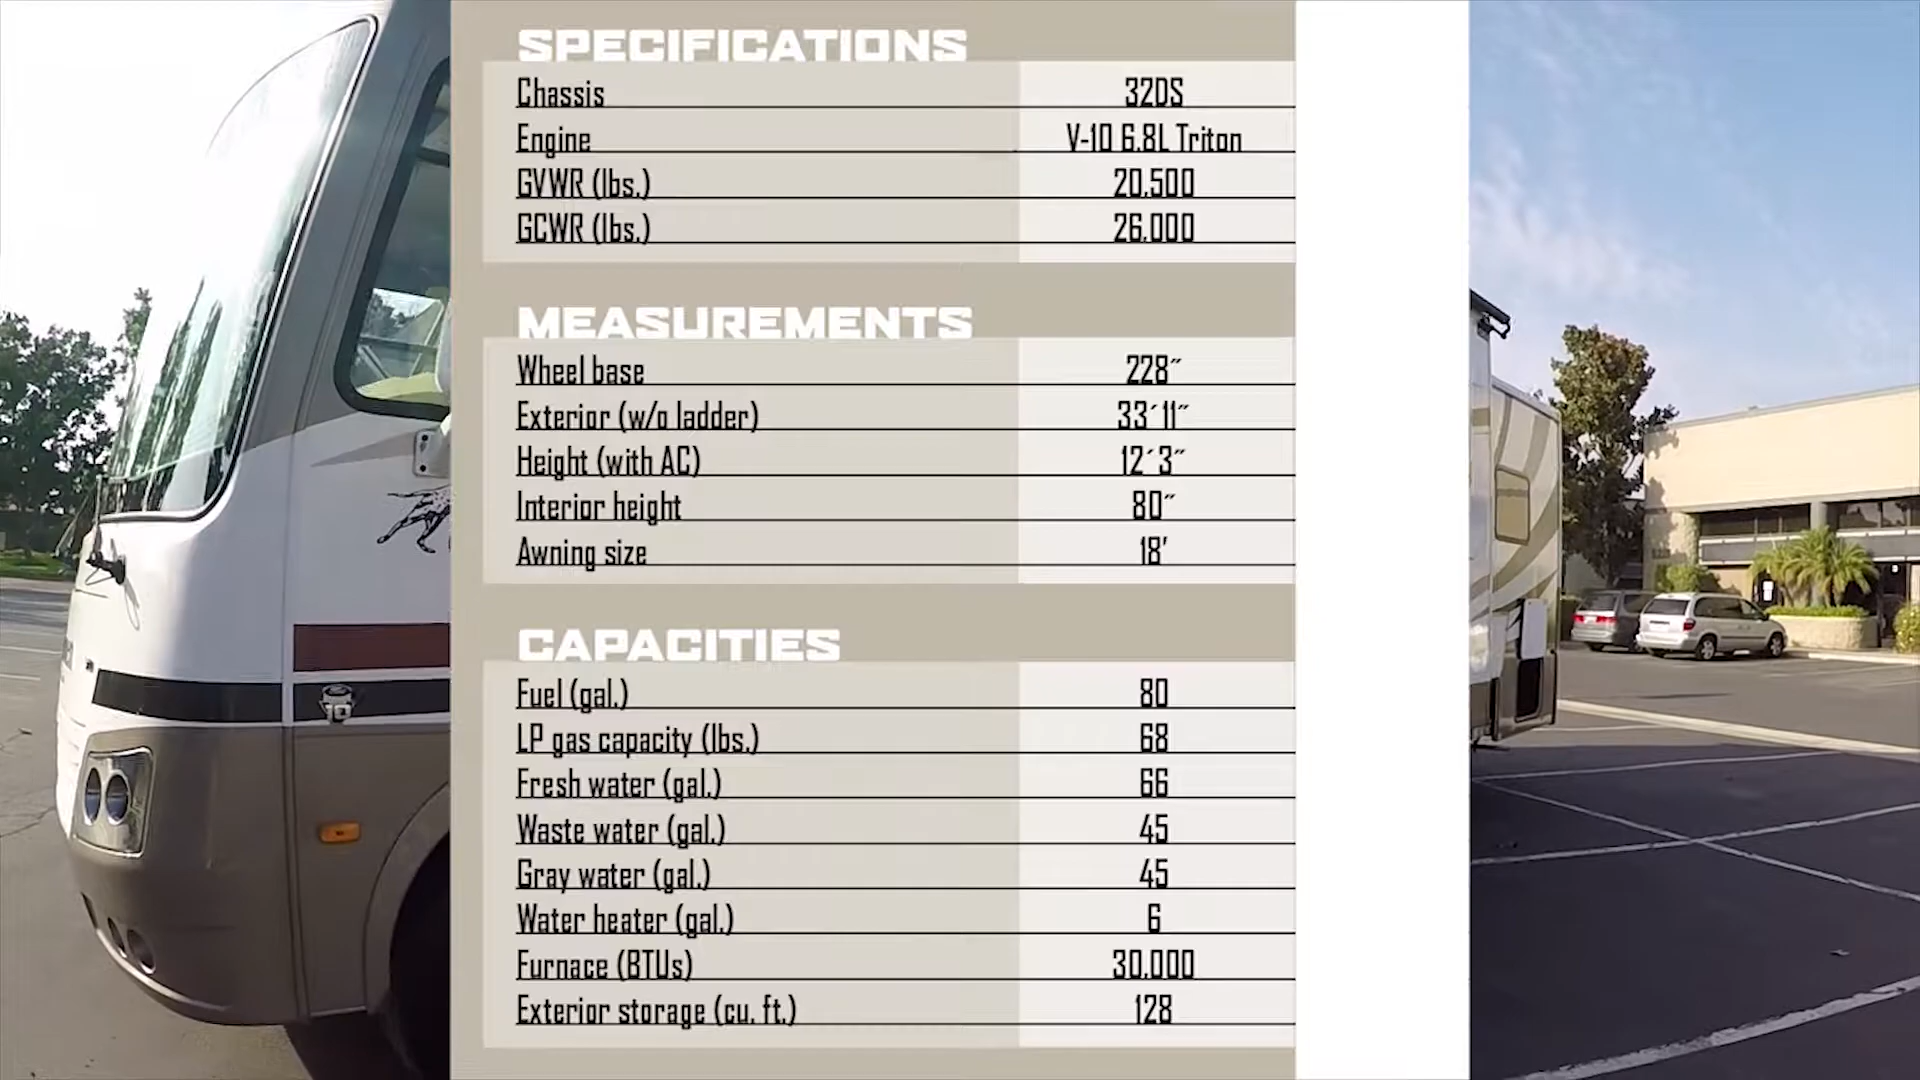 SPECIFICATIONS
Chassis 32DS
Engine V-10 6.8L Triton
GVWR (lbs.) 20,500
GCWR (lbs.) 26,000
MEASUREMENTS
Wheel base 228˝
Exterior (w/o ladder) 33´11˝
Height (with AC) 12´3˝
Interior height 80˝
Awning size 18'
CAPACITIES
Fuel (gal.) 80
LP gas capacity (lbs.) 68
Fresh water (gal.) 66
Waste water (gal.) 45
Gray water (gal.) 45
Water heater (gal.) 6
Furnace (BTUs) 30,000
Exterior storage (cu. ft.) 128